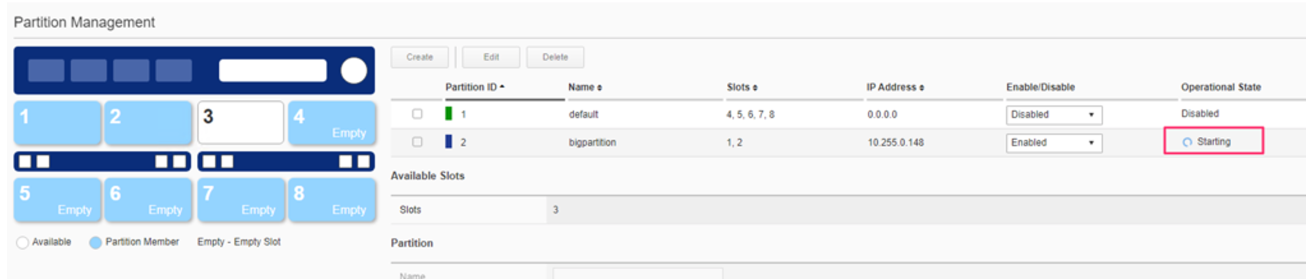 Partition Management
Create Edit Delete
Partition ID Name Slots IP Address Enable/Disable Operational State
1 default 4, 5, 6, 7, 8 0.0.0.0 Disabled Disabled
2 bigpartition 1, 2 10.255.0.148 Enabled Starting
1 2 3 4 Empty
5 Empty 6 Empty 7 Empty 8 Empty
Available Partition Member Empty - Empty Slot
Available Slots
Slots 3
Partition
Name